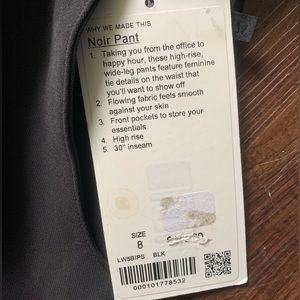 WHY WE MADE THIS
Noir Pant
1. Taking you from the office to
happy hour, these high-rise,
wide-leg pants feature feminine
tie details on the waist that
you'll want to show off
2. Flowing fabric feels smooth
against your skin
3. Front pockets to store your
essentials
4. High rise
5. 30" inseam
SIZE
8
LW5BIPS BLK
000101778532